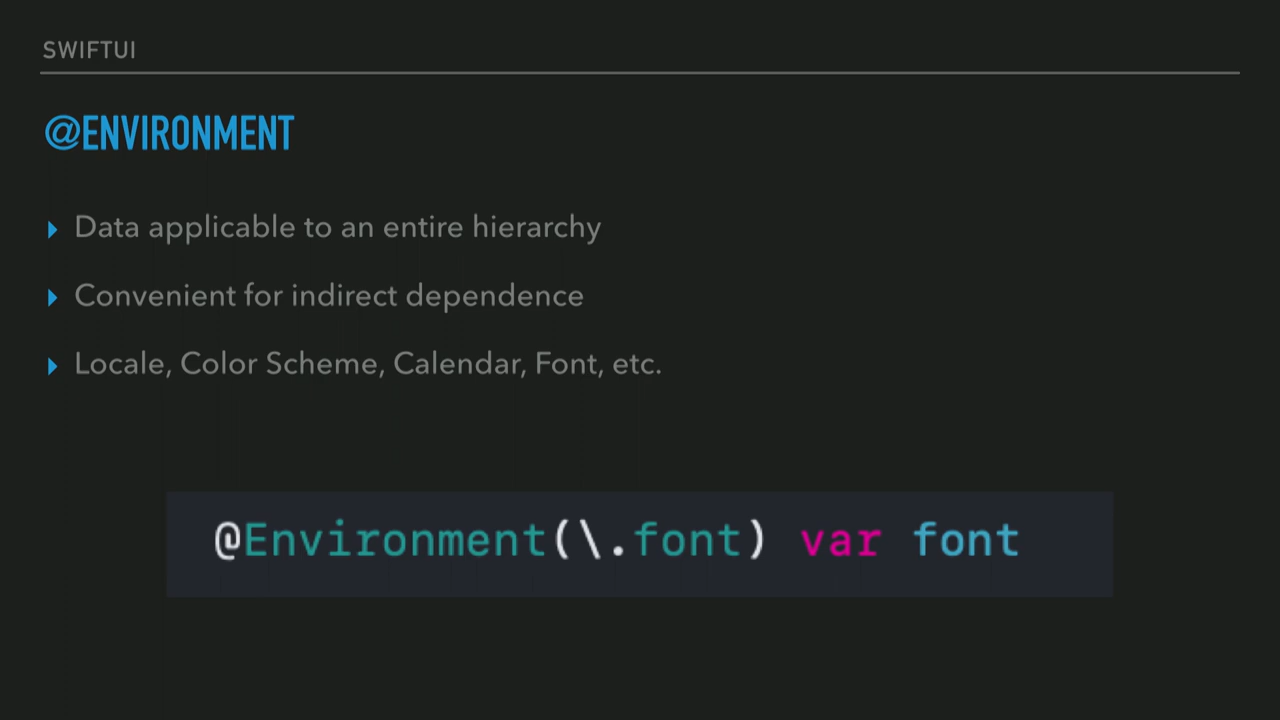 SWIFTUI
@ENVIRONMENT
Data applicable to an entire hierarchy
Convenient for indirect dependence
Locale, Color Scheme, Calendar, Font, etc.
@Environment(\.font) var font